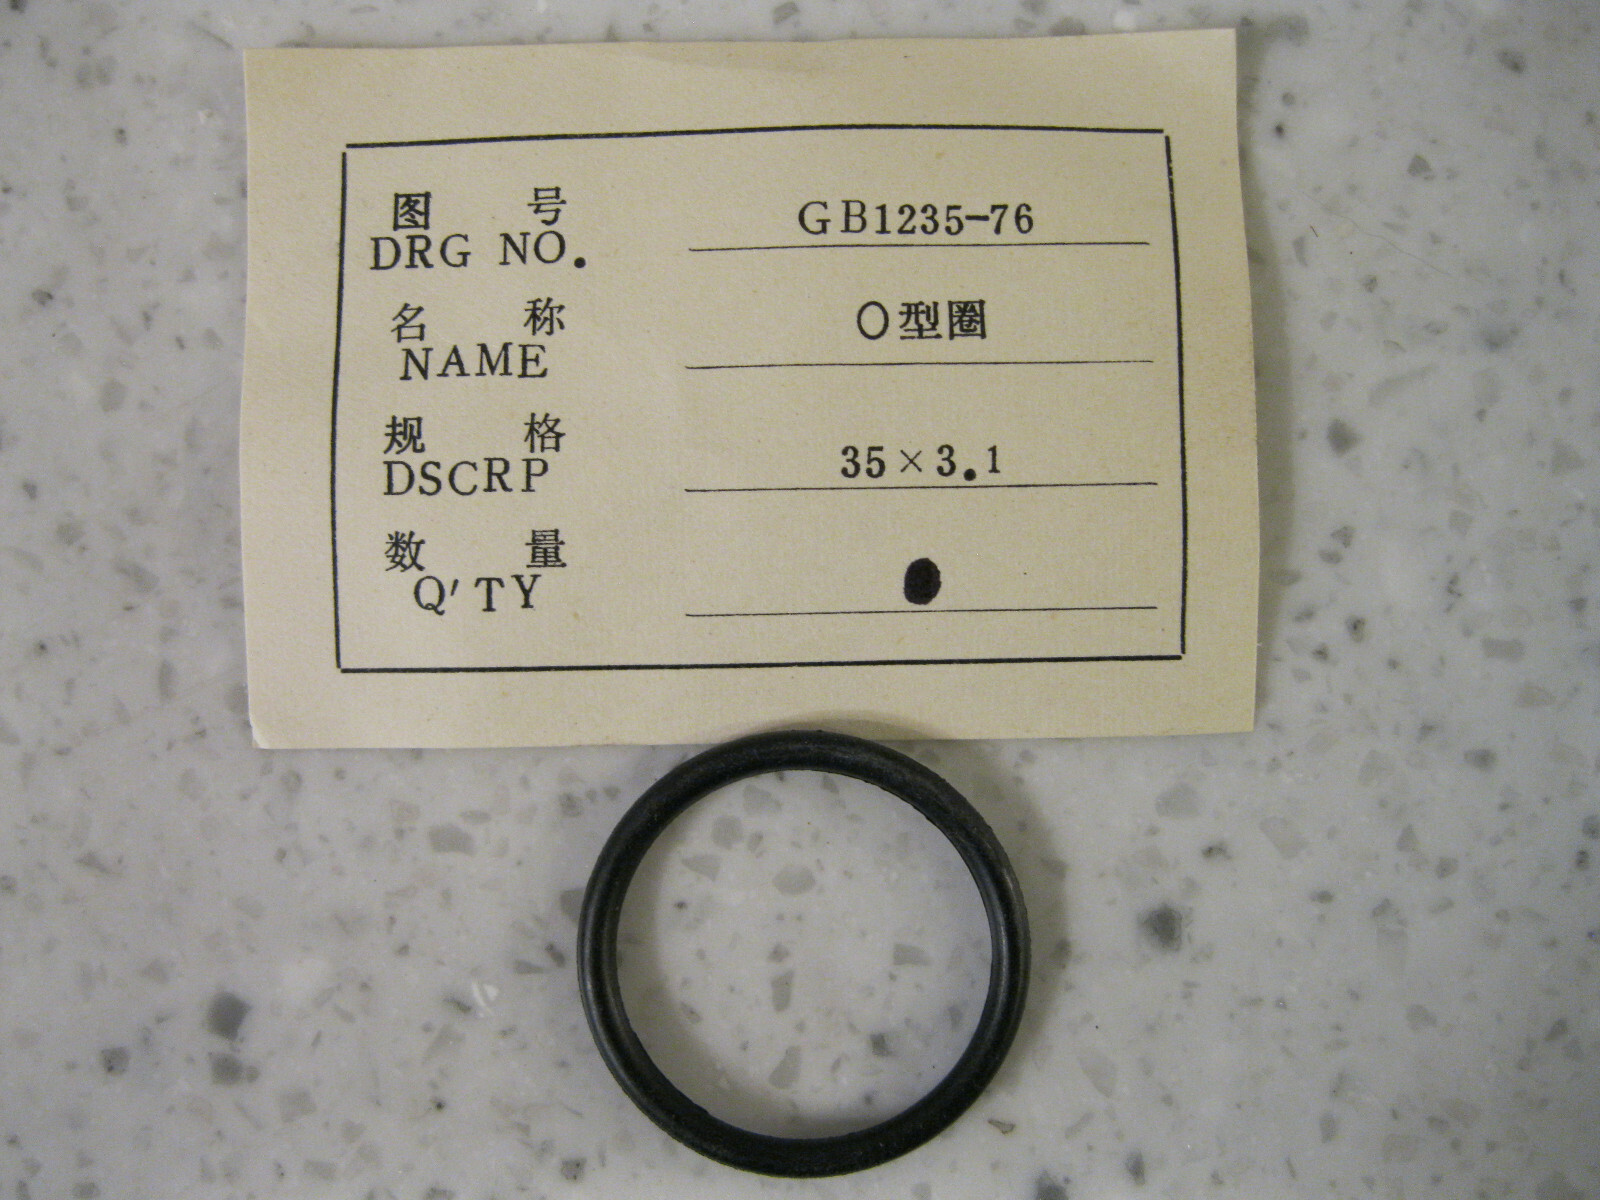 图 号 GB1235-76
DRG NO.
名 称 O型圈
NAME
规 格 35×3.1
DSCRP
数 量
Q'TY